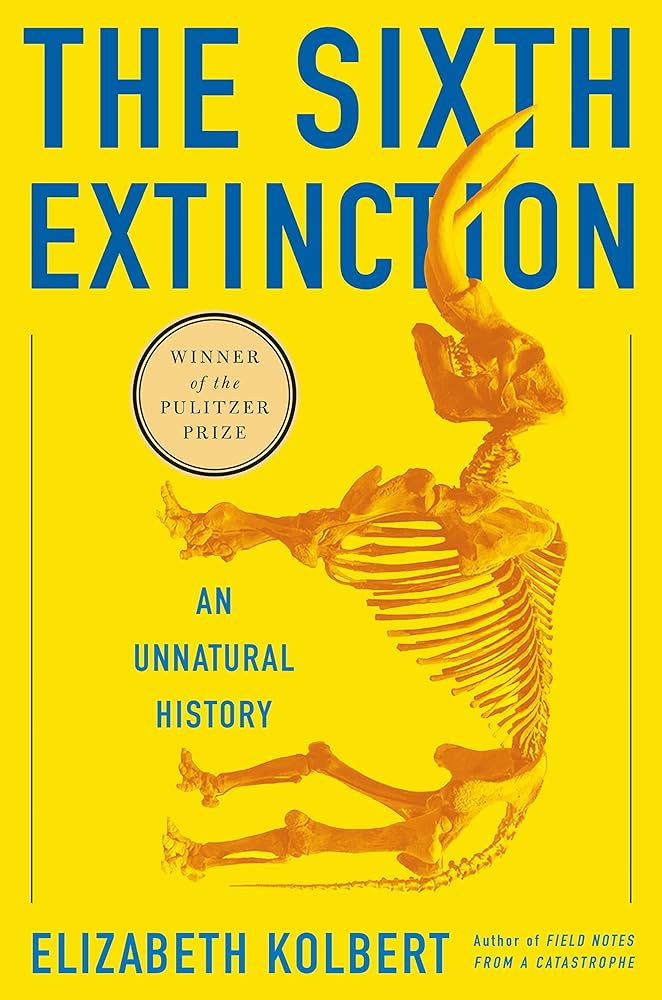 THE SIXTH
EXTINCTION
WINNER
of the
PULITZER
PRIZE
AN
UNNATURAL
HISTORY
ELIZABETH KOLBERT
Author of FIELD NOTES
FROM A CATASTROPHE